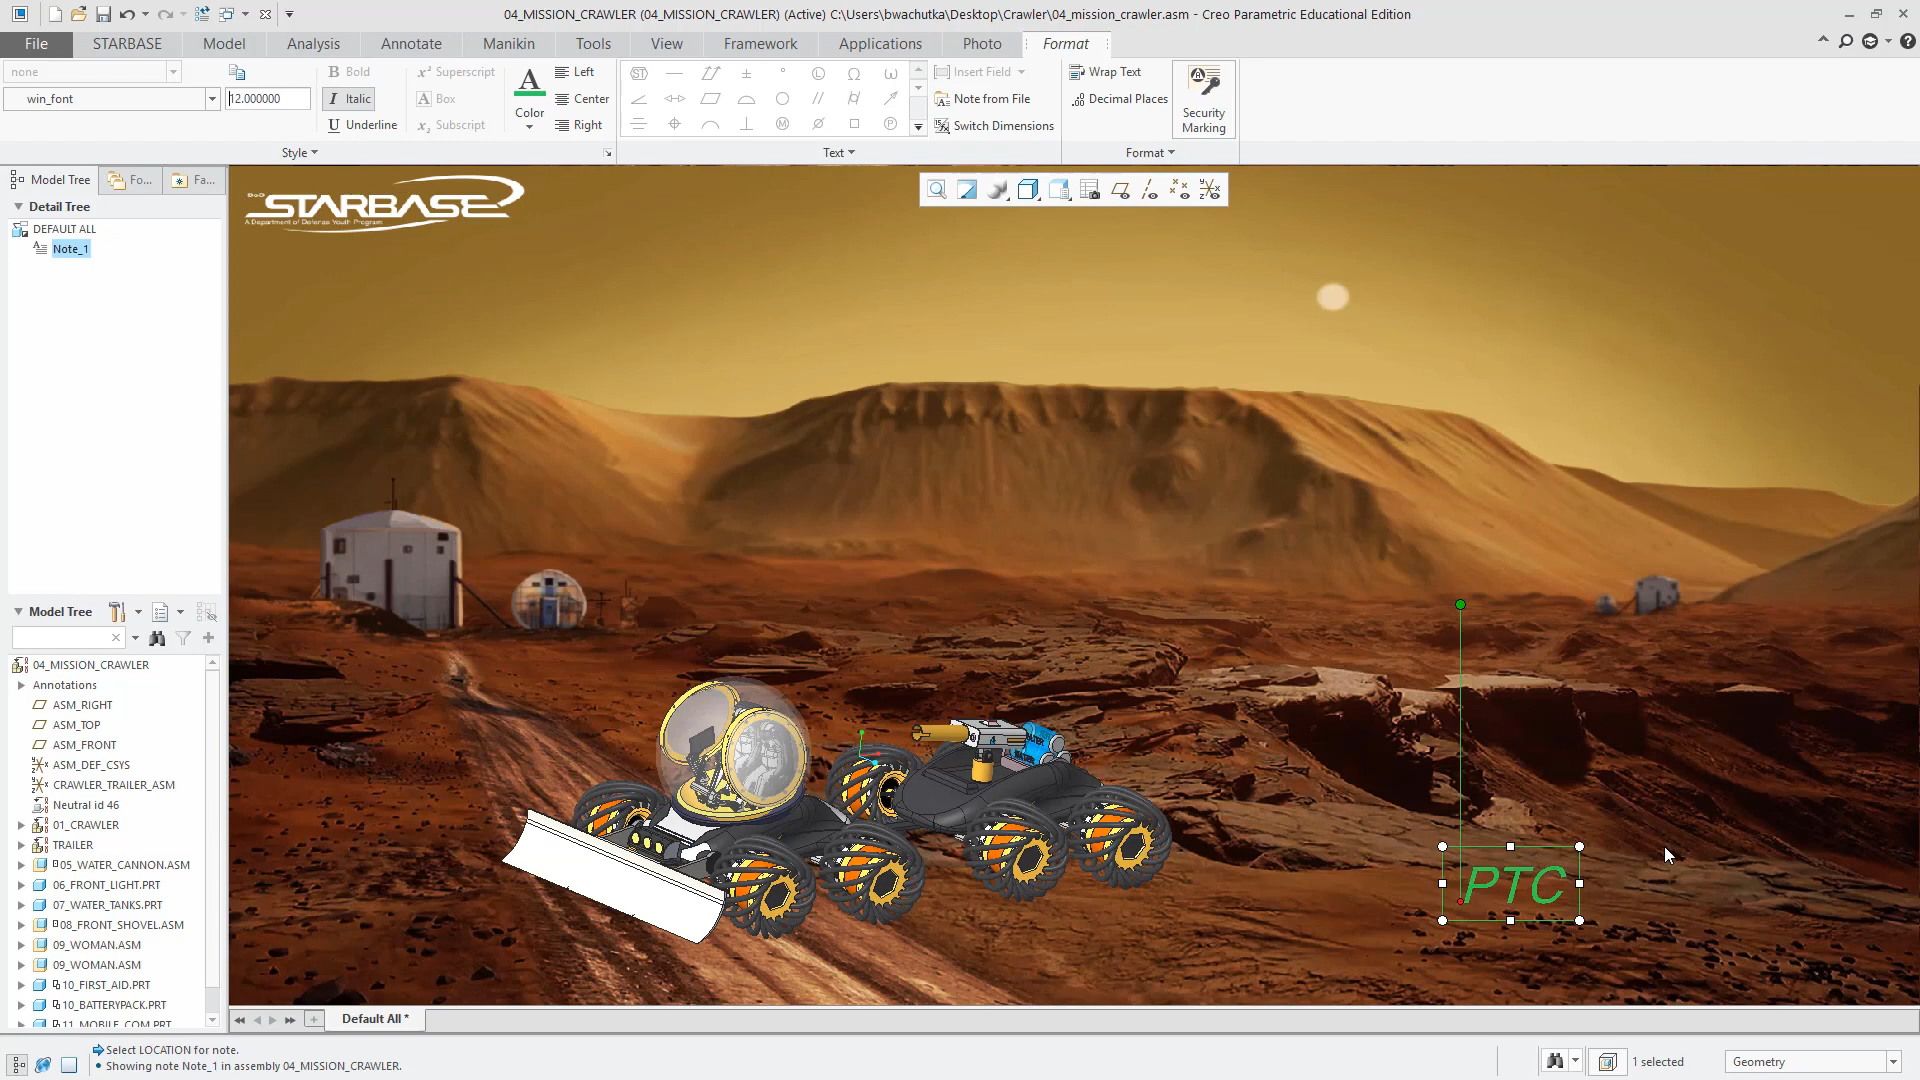 04_MISSION_CRAWLER (04_MISSION_CRAWLER) (Active) C:\Users\bwachutka\Desktop\Crawler\04_mission_crawler.asm - Creo Parametric Educational Edition
File STARBASE Model Analysis Annotate Manikin Tools View Framework Applications Photo Format
none
win_font
12.000000
B Bold
I Italic
U Underline
Superscript
Box
Subscript
Color
Left
Center
Right
Insert Field
Note from File
Switch Dimensions
Wrap Text
Decimal Places
Security Marking
Style
Text
Format
Model Tree
Fo...
Fa...
Detail Tree
DEFAULT ALL
Note_1
STARBASE
A Department of Defense Youth Program
Model Tree
04_MISSION_CRAWLER
Annotations
ASM_RIGHT
ASM_TOP
ASM_FRONT
ASM_DEF_CSYS
CRAWLER_TRAILER_ASM
Neutral id 46
01_CRAWLER
TRAILER
05_WATER_CANNON.ASM
06_FRONT_LIGHT.PRT
07_WATER_TANKS.PRT
08_FRONT_SHOVEL.ASM
09_WOMAN.ASM
09_WOMAN.ASM
10_FIRST_AID.PRT
10_BATTERYPACK.PRT
11_MOBILE_COM.PRT
PTC
Default All *
Select LOCATION for note.
Showing note Note_1 in assembly 04_MISSION_CRAWLER.
1 selected
Geometry